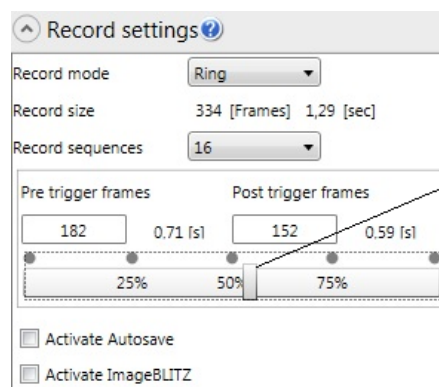 Record settings
Record mode Ring
Record size 334 [Frames] 1,29 [sec]
Record sequences 16
Pre trigger frames Post trigger frames
182 0.71 [s] 152 0.59 [s]
25% 50% 75%
Activate Autosave
Activate ImageBLITZ